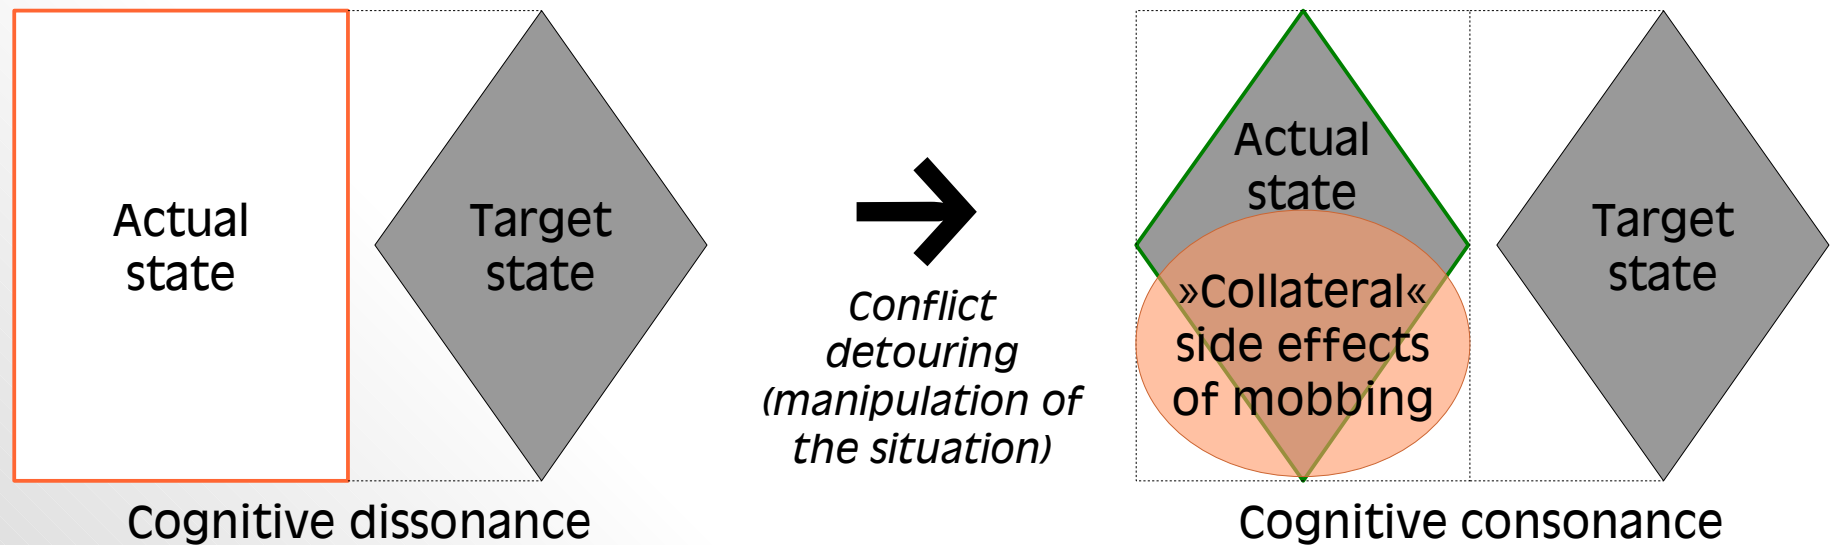 Actual
state
Target
state
Cognitive dissonance
Conflict
detouring
(manipulation of
the situation)
Actual
state
»Collateral«
side effects
of mobbing
Target
state
Cognitive consonance